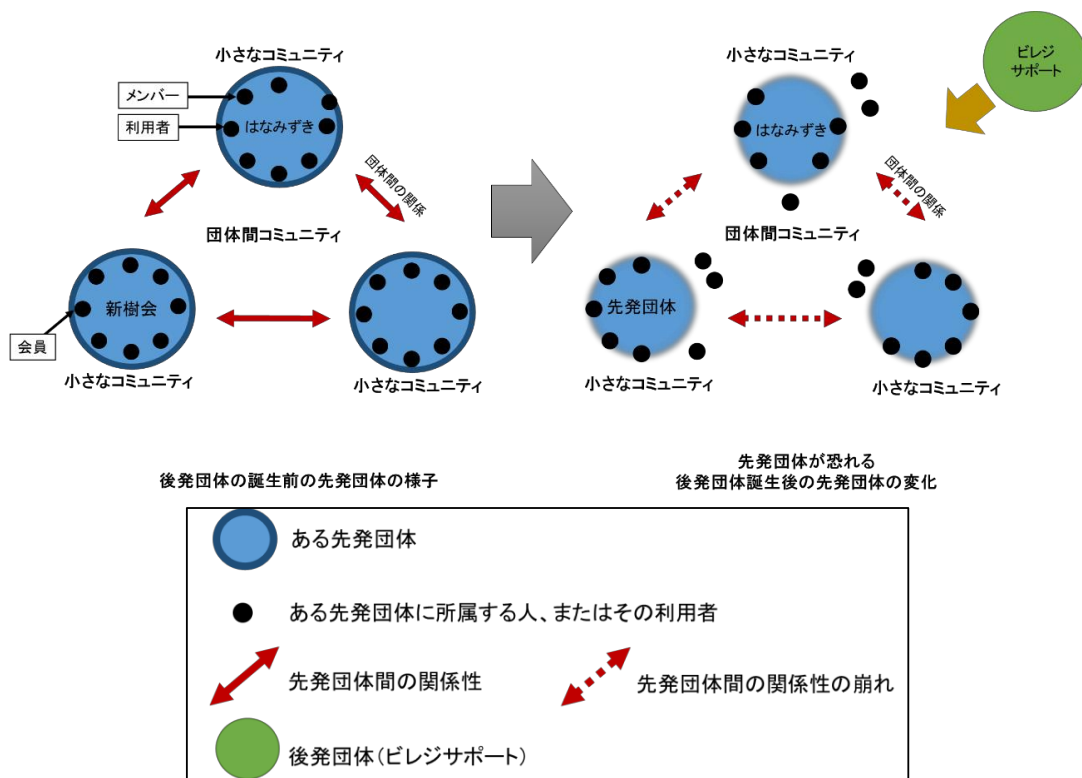 小さなコミュニティ
メンバー
利用者
はなみずき
団体間の関係
団体間コミュニティ
新樹会
会員
小さなコミュニティ
小さなコミュニティ
後発団体の誕生前の先発団体の様子
小さなコミュニティ
ビレジ
サポート
はなみずき
団体間の関係
団体間コミュニティ
先発団体
小さなコミュニティ
小さなコミュニティ
先発団体が恐れる
後発団体誕生後の先発団体の変化
ある先発団体
ある先発団体に所属する人、またはその利用者
先発団体間の関係性
先発団体間の関係性の崩れ
後発団体(ビレジサポート)